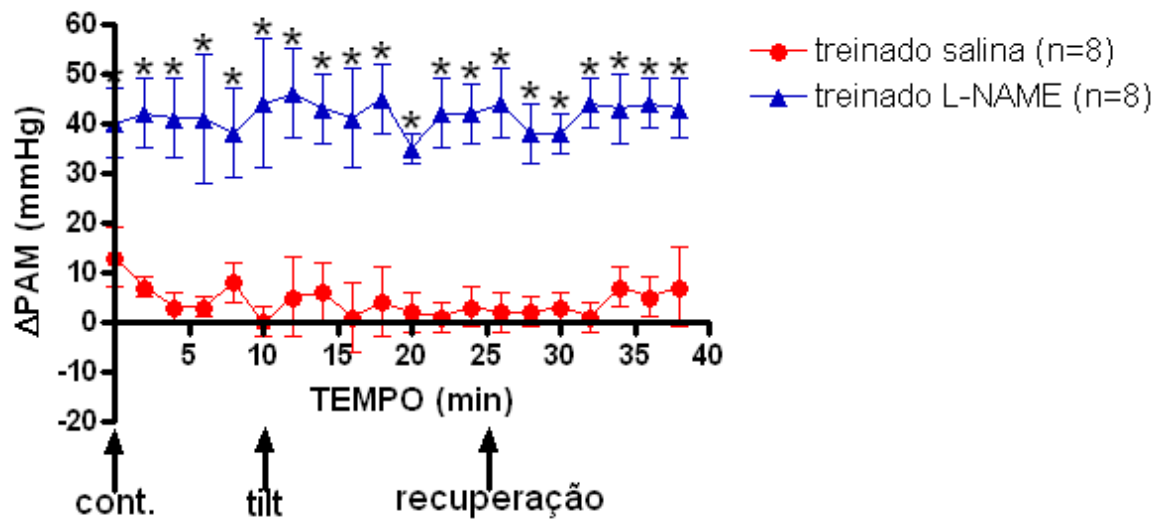 60
50
40
30
20
10
0
-10
-20
ΔPAM (mmHg)
* * * * * * * * * * * * * * * * * * * *
5 10 15 20 25 30 35 40
TEMPO (min)
treinado salina (n=8)
treinado L-NAME (n=8)
cont. tilt recuperação